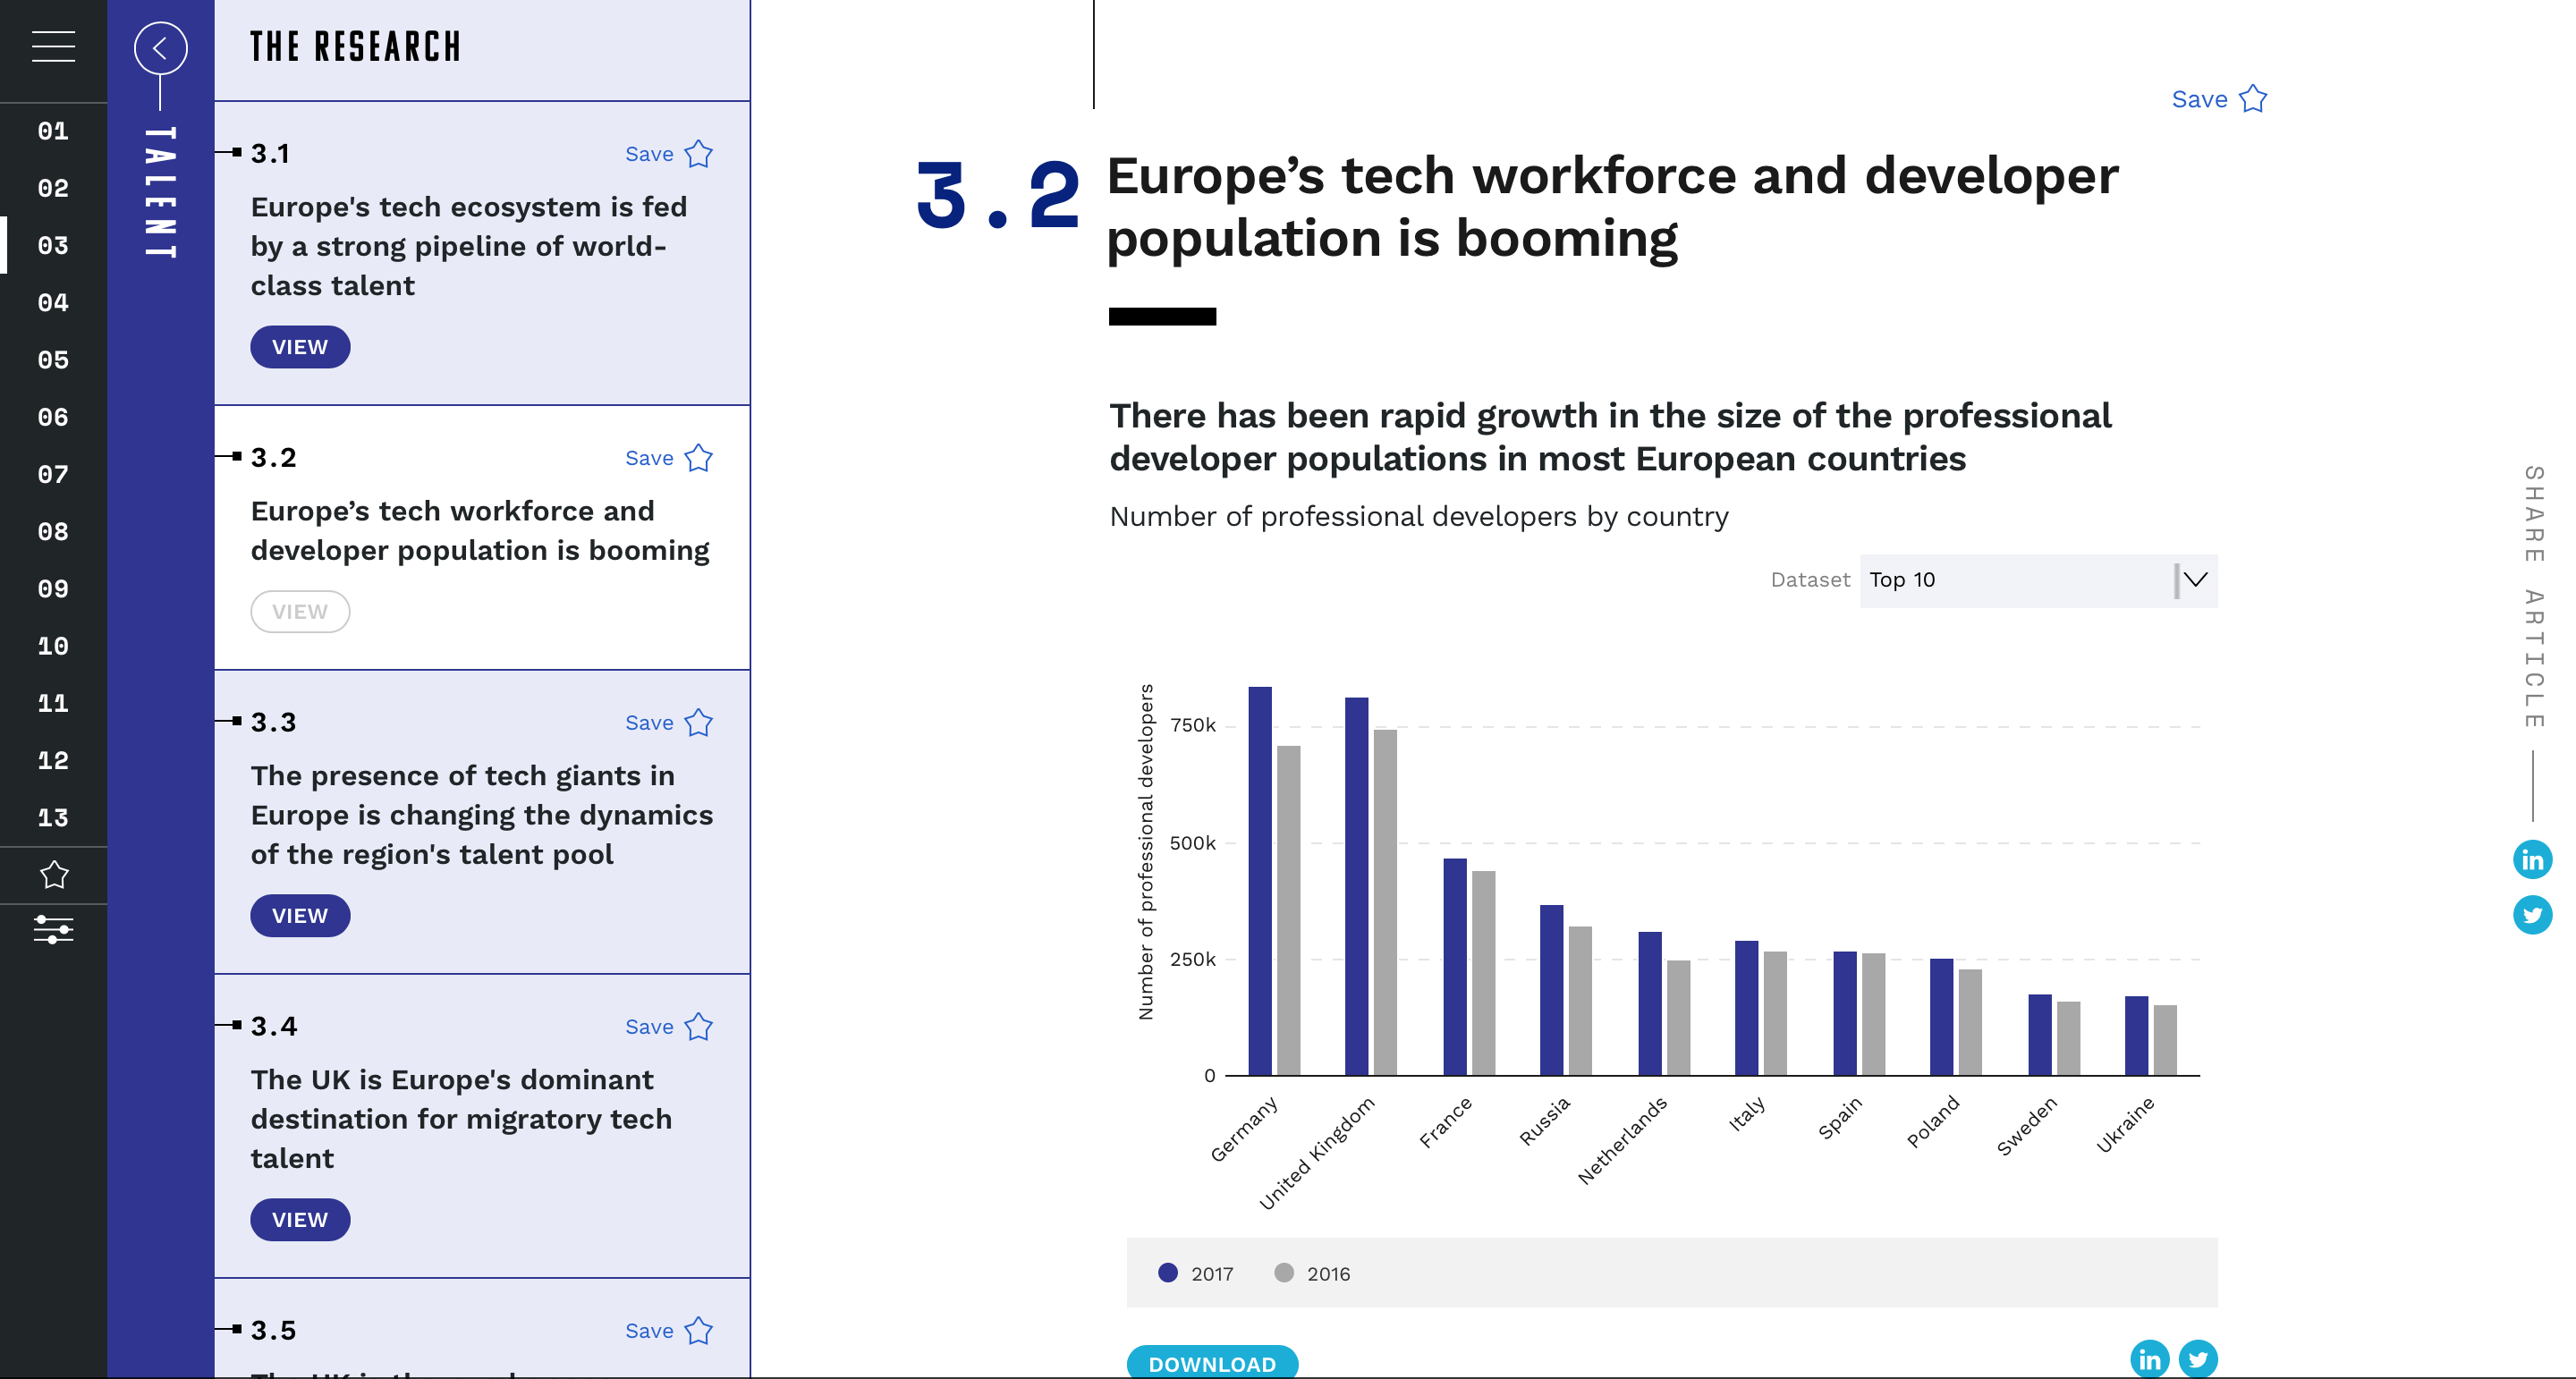 01
02
03
04
05
06
07
08
09
10
11
12
13
TALENT
THE RESEARCH
3.1
Save
Europe's tech ecosystem is fed
by a strong pipeline of world-
class talent
VIEW
3.2
Save
Europe’s tech workforce and
developer population is booming
VIEW
3.3
Save
The presence of tech giants in
Europe is changing the dynamics
of the region's talent pool
VIEW
3.4
Save
The UK is Europe's dominant
destination for migratory tech
talent
VIEW
3.5
Save
Save
3.2
Europe’s tech workforce and developer
population is booming
There has been rapid growth in the size of the professional
developer populations in most European countries
Number of professional developers by country
Dataset
Top 10
Number of professional developers
750k
500k
250k
0
Germany
United Kingdom
France
Russia
Netherlands
Italy
Spain
Poland
Sweden
Ukraine
2017
2016
DOWNLOAD
in
SHARE ARTICLE
in